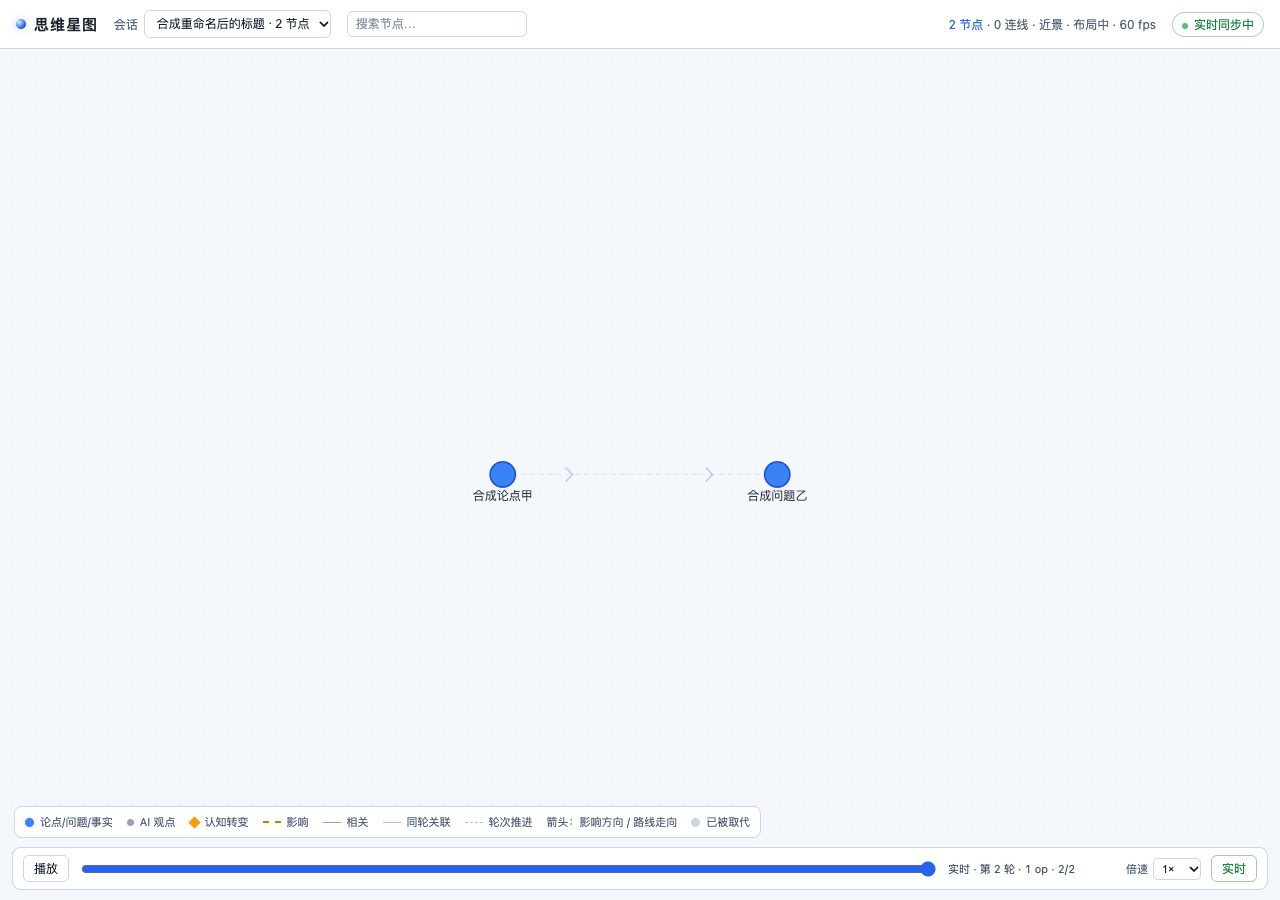 思维星图 会话 合成重命名后的标题 · 2 节点 搜索节点... 2 节点 · 0 连线 · 近景 · 布局中 · 60 fps 实时同步中
合成论点甲 合成问题乙
论点/问题/事实 AI 观点 认知转变 影响 相关 同轮关联 轮次推进 箭头：影响方向 / 路线走向 已被取代
播放 实时 · 第 2 轮 · 1 op · 2/2 倍速 1× 实时